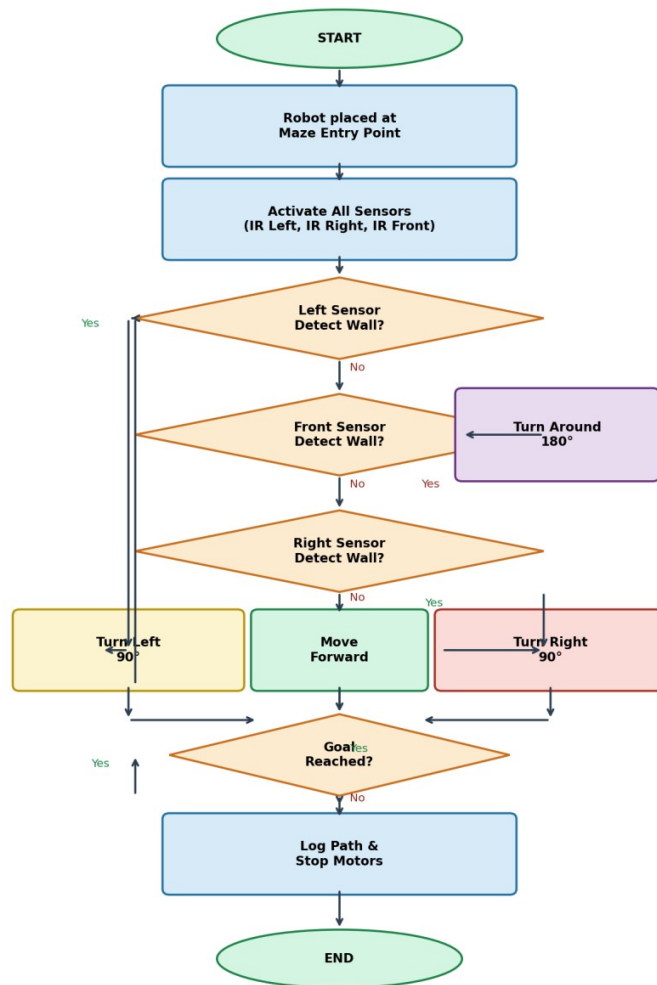 START
Robot placed at
Maze Entry Point
Activate All Sensors
(IR Left, IR Right, IR Front)
Left Sensor
Detect Wall?
Yes
No
Front Sensor
Detect Wall?
Turn Around
180°
No
Yes
Right Sensor
Detect Wall?
No
Yes
Turn Left
90°
Move
Forward
Turn Right
90°
Goal
Reached?
Yes
Yes
No
Log Path &
Stop Motors
END